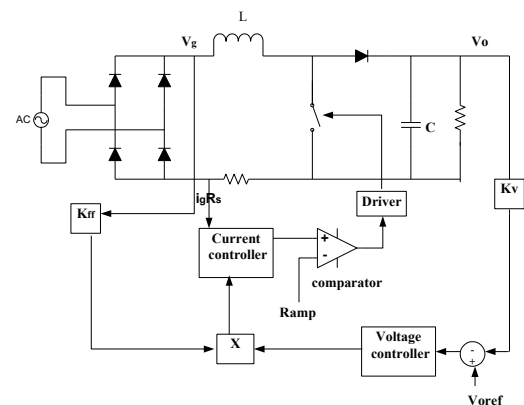 L
Vg
Vo
AC
C
Kv
igRs
Driver
Kff
Current
controller
+
-
comparator
Ramp
X
Voltage
controller
-
+
Voref